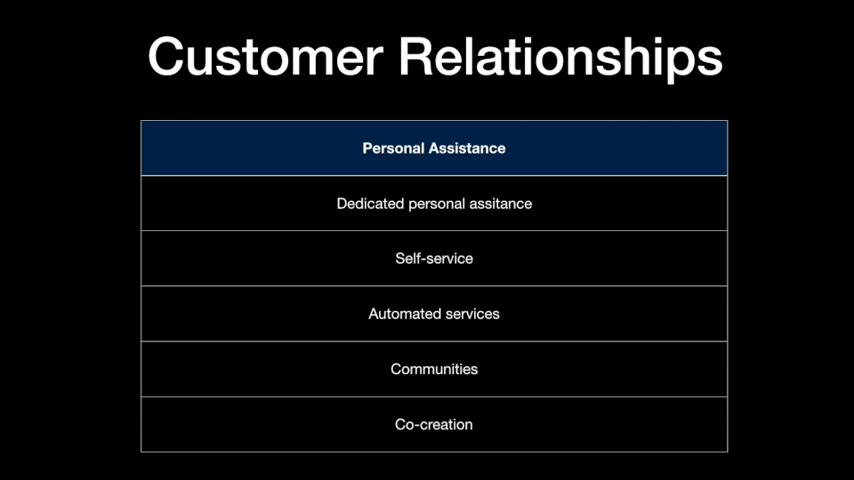 Customer Relationships
Personal Assistance
Dedicated personal assitance
Self-service
Automated services
Communities
Co-creation